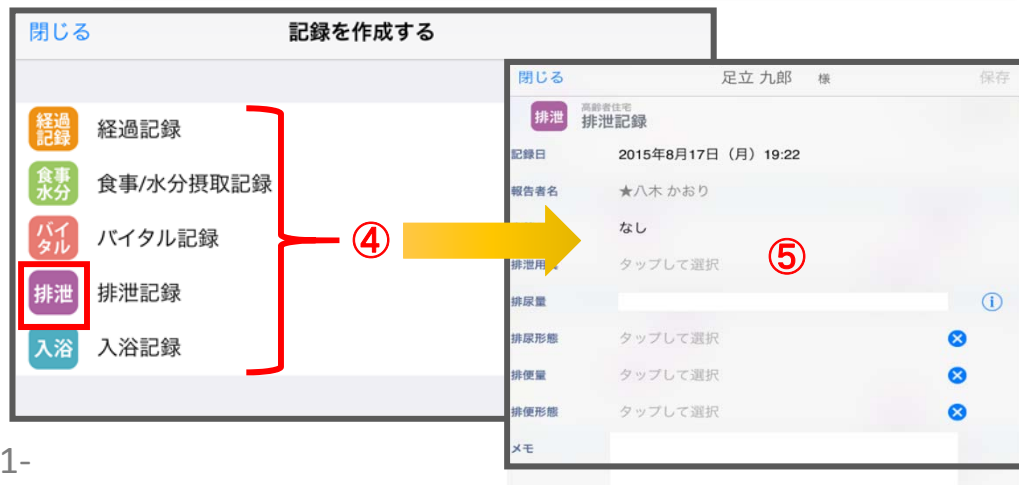 閉じる 記録を作成する
経過記録 経過記録
食事水分 食事/水分摂取記録
バイタル バイタル記録
排泄 排泄記録
入浴 入浴記録
④
閉じる 足立 九郎 様 保存
排泄 高齢者住宅
排泄記録
記録日 2015年8月17日（月）19:22
報告者名 ★八木 かおり
なし
⑤
排泄用 タップして選択
排尿量
排尿形態 タップして選択
排便量 タップして選択
排便形態 タップして選択
メモ
1-